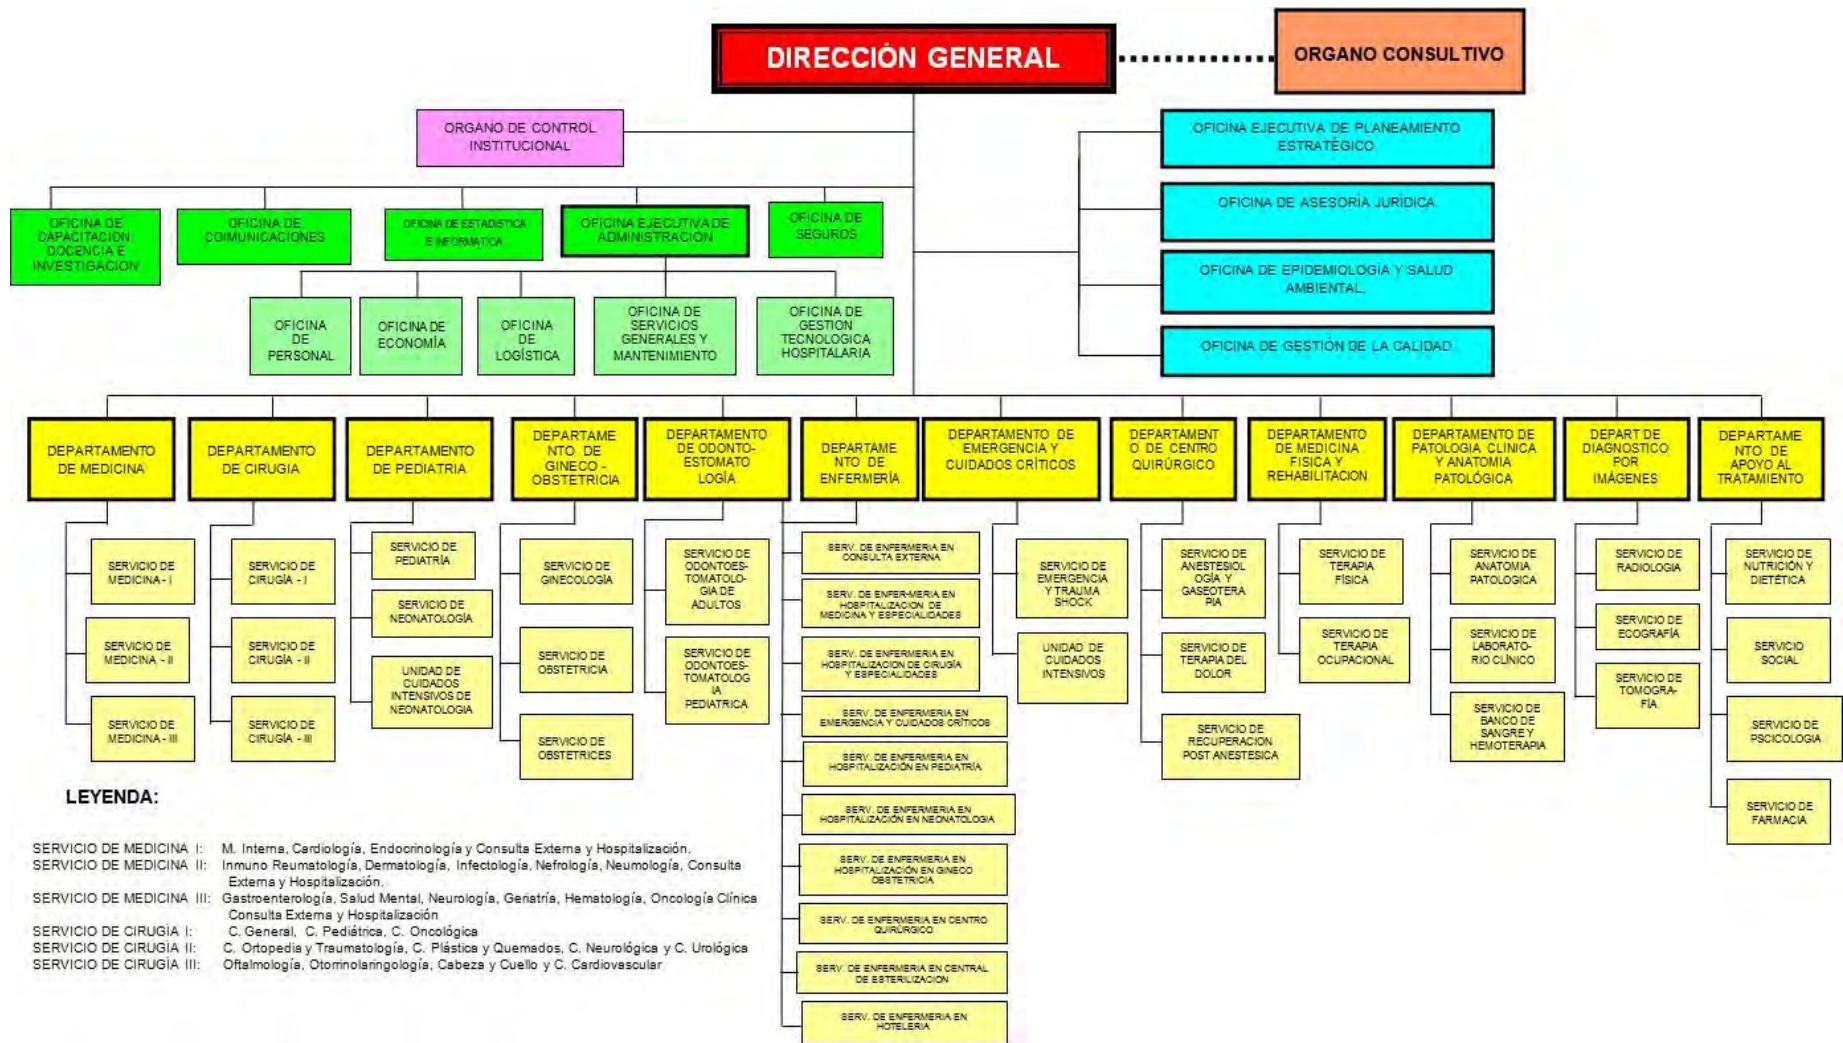 DIRECCIÓN GENERAL
ORGANO CONSULTIVO
ORGANO DE CONTROL
INSTITUCIONAL
OFICINA EJECUTIVA DE PLANEAMIENTO
ESTRATÉGICO
OFICINA DE ASESORÍA JURÍDICA
OFICINA DE EPIDEMIOLOGÍA Y SALUD
AMBIENTAL.
OFICINA DE GESTIÓN DE LA CALIDAD
OFICINA DE
CAPACITACION
DOCENCIA E
INVESTIGACION
OFICINA DE
COIMUNICACIONES
OFICINA DE ESTADISTICA
E INFORMATICA
OFICINA EJECUTIVA DE
ADMINISTRACIÓN
OFICINA DE
SEGUROS
OFICINA
DE
PERSONAL
OFICINA DE
ECONOMÍA
OFICINA
DE
LOGÍSTICA
OFICINA DE
SERVICIOS
GENERALES Y
MANTENIMIENTO
OFICINA DE
GESTION
TECNOLOGICA
HOSPITALARIA
DEPARTAMENTO
DE MEDICINA
DEPARTAMENTO
DE CIRUGIA
DEPARTAMENTO
DE PEDIATRIA
DEPARTAME
NTO DE
GINECO -
OBSTETRICIA
DEPARTAMENTO
DE ODONTO-
ESTOMATO
LOGÍA
DEPARTAME
NTO DE
ENFERMERÍA
DEPARTAMENTO DE
EMERGENCIA Y
CUIDADOS CRÍTICOS
DEPARTAMENT
O DE CENTRO
QUIRÚRGICO
DEPARTAMENTO
DE MEDICINA
FISICA Y
REHABILITACION
DEPARTAMENTO DE
PATOLOGIA CLINICA
Y ANATOMIA
PATOLÓGICA
DEPART DE
DIAGNOSTICO
POR
IMÁGENES
DEPARTAME
NTO DE
APOYO AL
TRATAMIENTO
SERVICIO DE
MEDICINA - I
SERVICIO DE
MEDICINA - II
SERVICIO DE
MEDICINA - III
SERVICIO DE
CIRUGÍA - I
SERVICIO DE
CIRUGÍA - II
SERVICIO DE
CIRUGÍA - III
SERVICIO DE
PEDIATRÍA
SERVICIO DE
NEONATOLOGÍA
UNIDAD DE
CUIDADOS
INTENSIVOS DE
NEONATOLOGIA
SERVICIO DE
GINECOLOGÍA
SERVICIO DE
OBSTETRICIA
SERVICIO DE
OBSTETRICES
SERVICIO DE
ODONTOES-
TOMATOLO-
GIA DE
ADULTOS
SERVICIO DE
ODONTOES-
TOMATOLOG
IA
PEDIATRICA
SERV. DE ENFERMERIA EN
CONSULTA EXTERNA
SERV. DE ENFER-MERIA EN
HOSPITALIZACION DE
MEDICINA Y ESPECIALIDADES
SERV. DE ENFERMERIA EN
HOSPITALIZACION DE CIRUGÍA
Y ESPECIALIDADES
SERV. DE ENFERMERIA EN
EMERGENCIA Y CUIDADOS CRÍTICOS
SERV. DE ENFERMERIA EN
HOSPITALIZACIÓN EN PEDIATRÍA
SERV. DE ENFERMERIA EN
HOSPITALIZACIÓN EN NEONATOLOGIA
SERV. DE ENFERMERIA EN
HOSPITALIZACIÓN EN GINECO
OBSTETRICIA
SERV. DE ENFERMERIA EN CENTRO
QUIRÚRGICO
SERV. DE ENFERMERIA EN CENTRAL
DE ESTERILIZACION
SERV. DE ENFERMERIA EN
HOTELERIA
SERVICIO DE
EMERGENCIA
Y TRAUMA
SHOCK
UNIDAD DE
CUIDADOS
INTENSIVOS
SERVICIO DE
ANESTESIOL
OGÍA Y
GASEOTERA
PIA
SERVICIO DE
TERAPIA DEL
DOLOR
SERVICIO DE
RECUPERACION
POST ANESTESICA
SERVICIO DE
TERAPIA
FÍSICA
SERVICIO DE
TERAPIA
OCUPACIONAL
SERVICIO DE
ANATOMIA
PATOLOGICA
SERVICIO DE
LABORATO-
RIO CLÍNICO
SERVICIO DE
BANCO DE
SANGRE Y
HEMOTERAPIA
SERVICIO DE
RADIOLOGIA
SERVICIO DE
ECOGRAFÍA
SERVICIO DE
TOMOGRA-
FÍA
SERVICIO DE
NUTRICIÓN Y
DIETÉTICA
SERVICIO
SOCIAL
SERVICIO DE
PSCICOLOGIA
SERVICIO DE
FARMACIA
LEYENDA:
SERVICIO DE MEDICINA I: M. Interna, Cardiología, Endocrinología y Consulta Externa y Hospitalización.
SERVICIO DE MEDICINA II: Inmuno Reumatología, Dermatología, Infectología, Nefrología, Neumología, Consulta
Externa y Hospitalización.
SERVICIO DE MEDICINA III: Gastroenterología, Salud Mental, Neurología, Geriatría, Hematología, Oncología Clínica
Consulta Externa y Hospitalización
SERVICIO DE CIRUGÍA I: C. General, C. Pediátrica, C. Oncológica
SERVICIO DE CIRUGÍA II: C. Ortopedia y Traumatología, C. Plástica y Quemados, C. Neurológica y C. Urológica
SERVICIO DE CIRUGÍA III: Oftalmología, Otorrinolaringología, Cabeza y Cuello y C. Cardiovascular